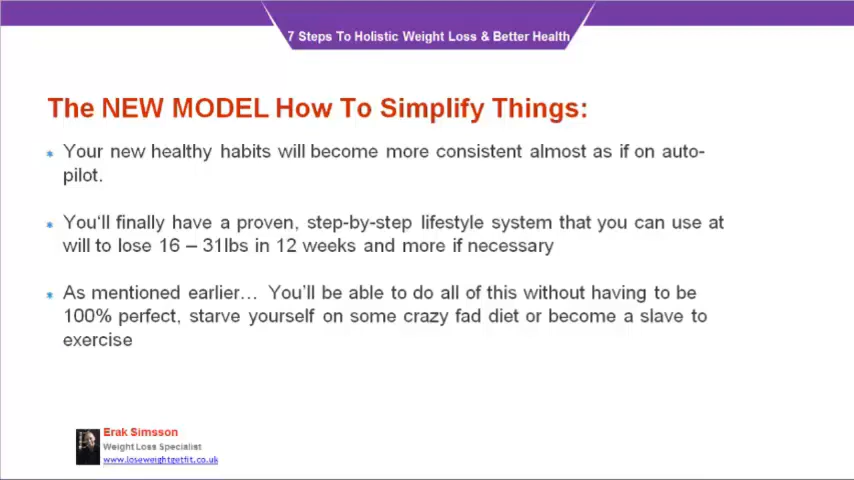 7 Steps To Holistic Weight Loss & Better Health
The NEW MODEL How To Simplify Things:
Your new healthy habits will become more consistent almost as if on auto-
pilot.
You'll finally have a proven, step-by-step lifestyle system that you can use at
will to lose 16 – 31lbs in 12 weeks and more if necessary
As mentioned earlier… You'll be able to do all of this without having to be
100% perfect, starve yourself on some crazy fad diet or become a slave to
exercise
Erak Simsson
Weight Loss Specialist
www.loseweightgetfit.co.uk